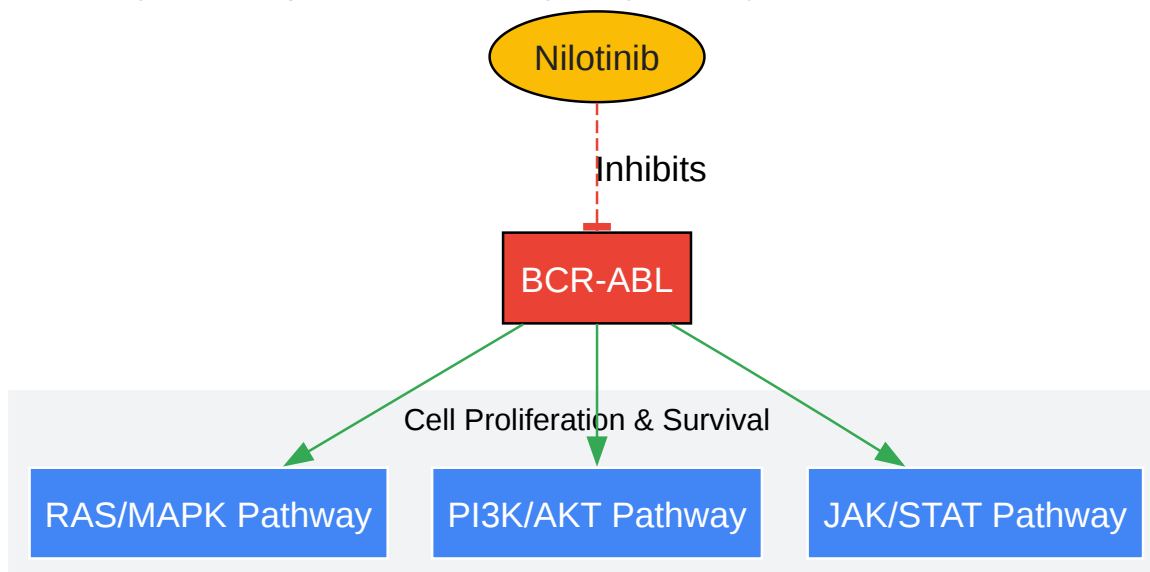 Nilotinib
Inhibits
BCR-ABL
Cell Proliferation & Survival
RAS/MAPK Pathway
PI3K/AKT Pathway
JAK/STAT Pathway